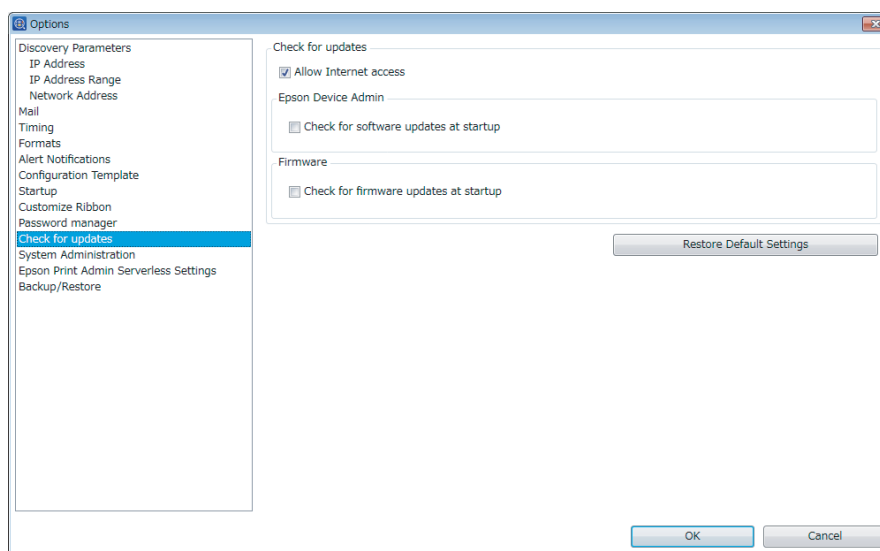 Options
Discovery Parameters
IP Address
IP Address Range
Network Address
Mail
Timing
Formats
Alert Notifications
Configuration Template
Startup
Customize Ribbon
Password manager
Check for updates
System Administration
Epson Print Admin Serverless Settings
Backup/Restore
Check for updates
Allow Internet access
Epson Device Admin
Check for software updates at startup
Firmware
Check for firmware updates at startup
Restore Default Settings
OK Cancel